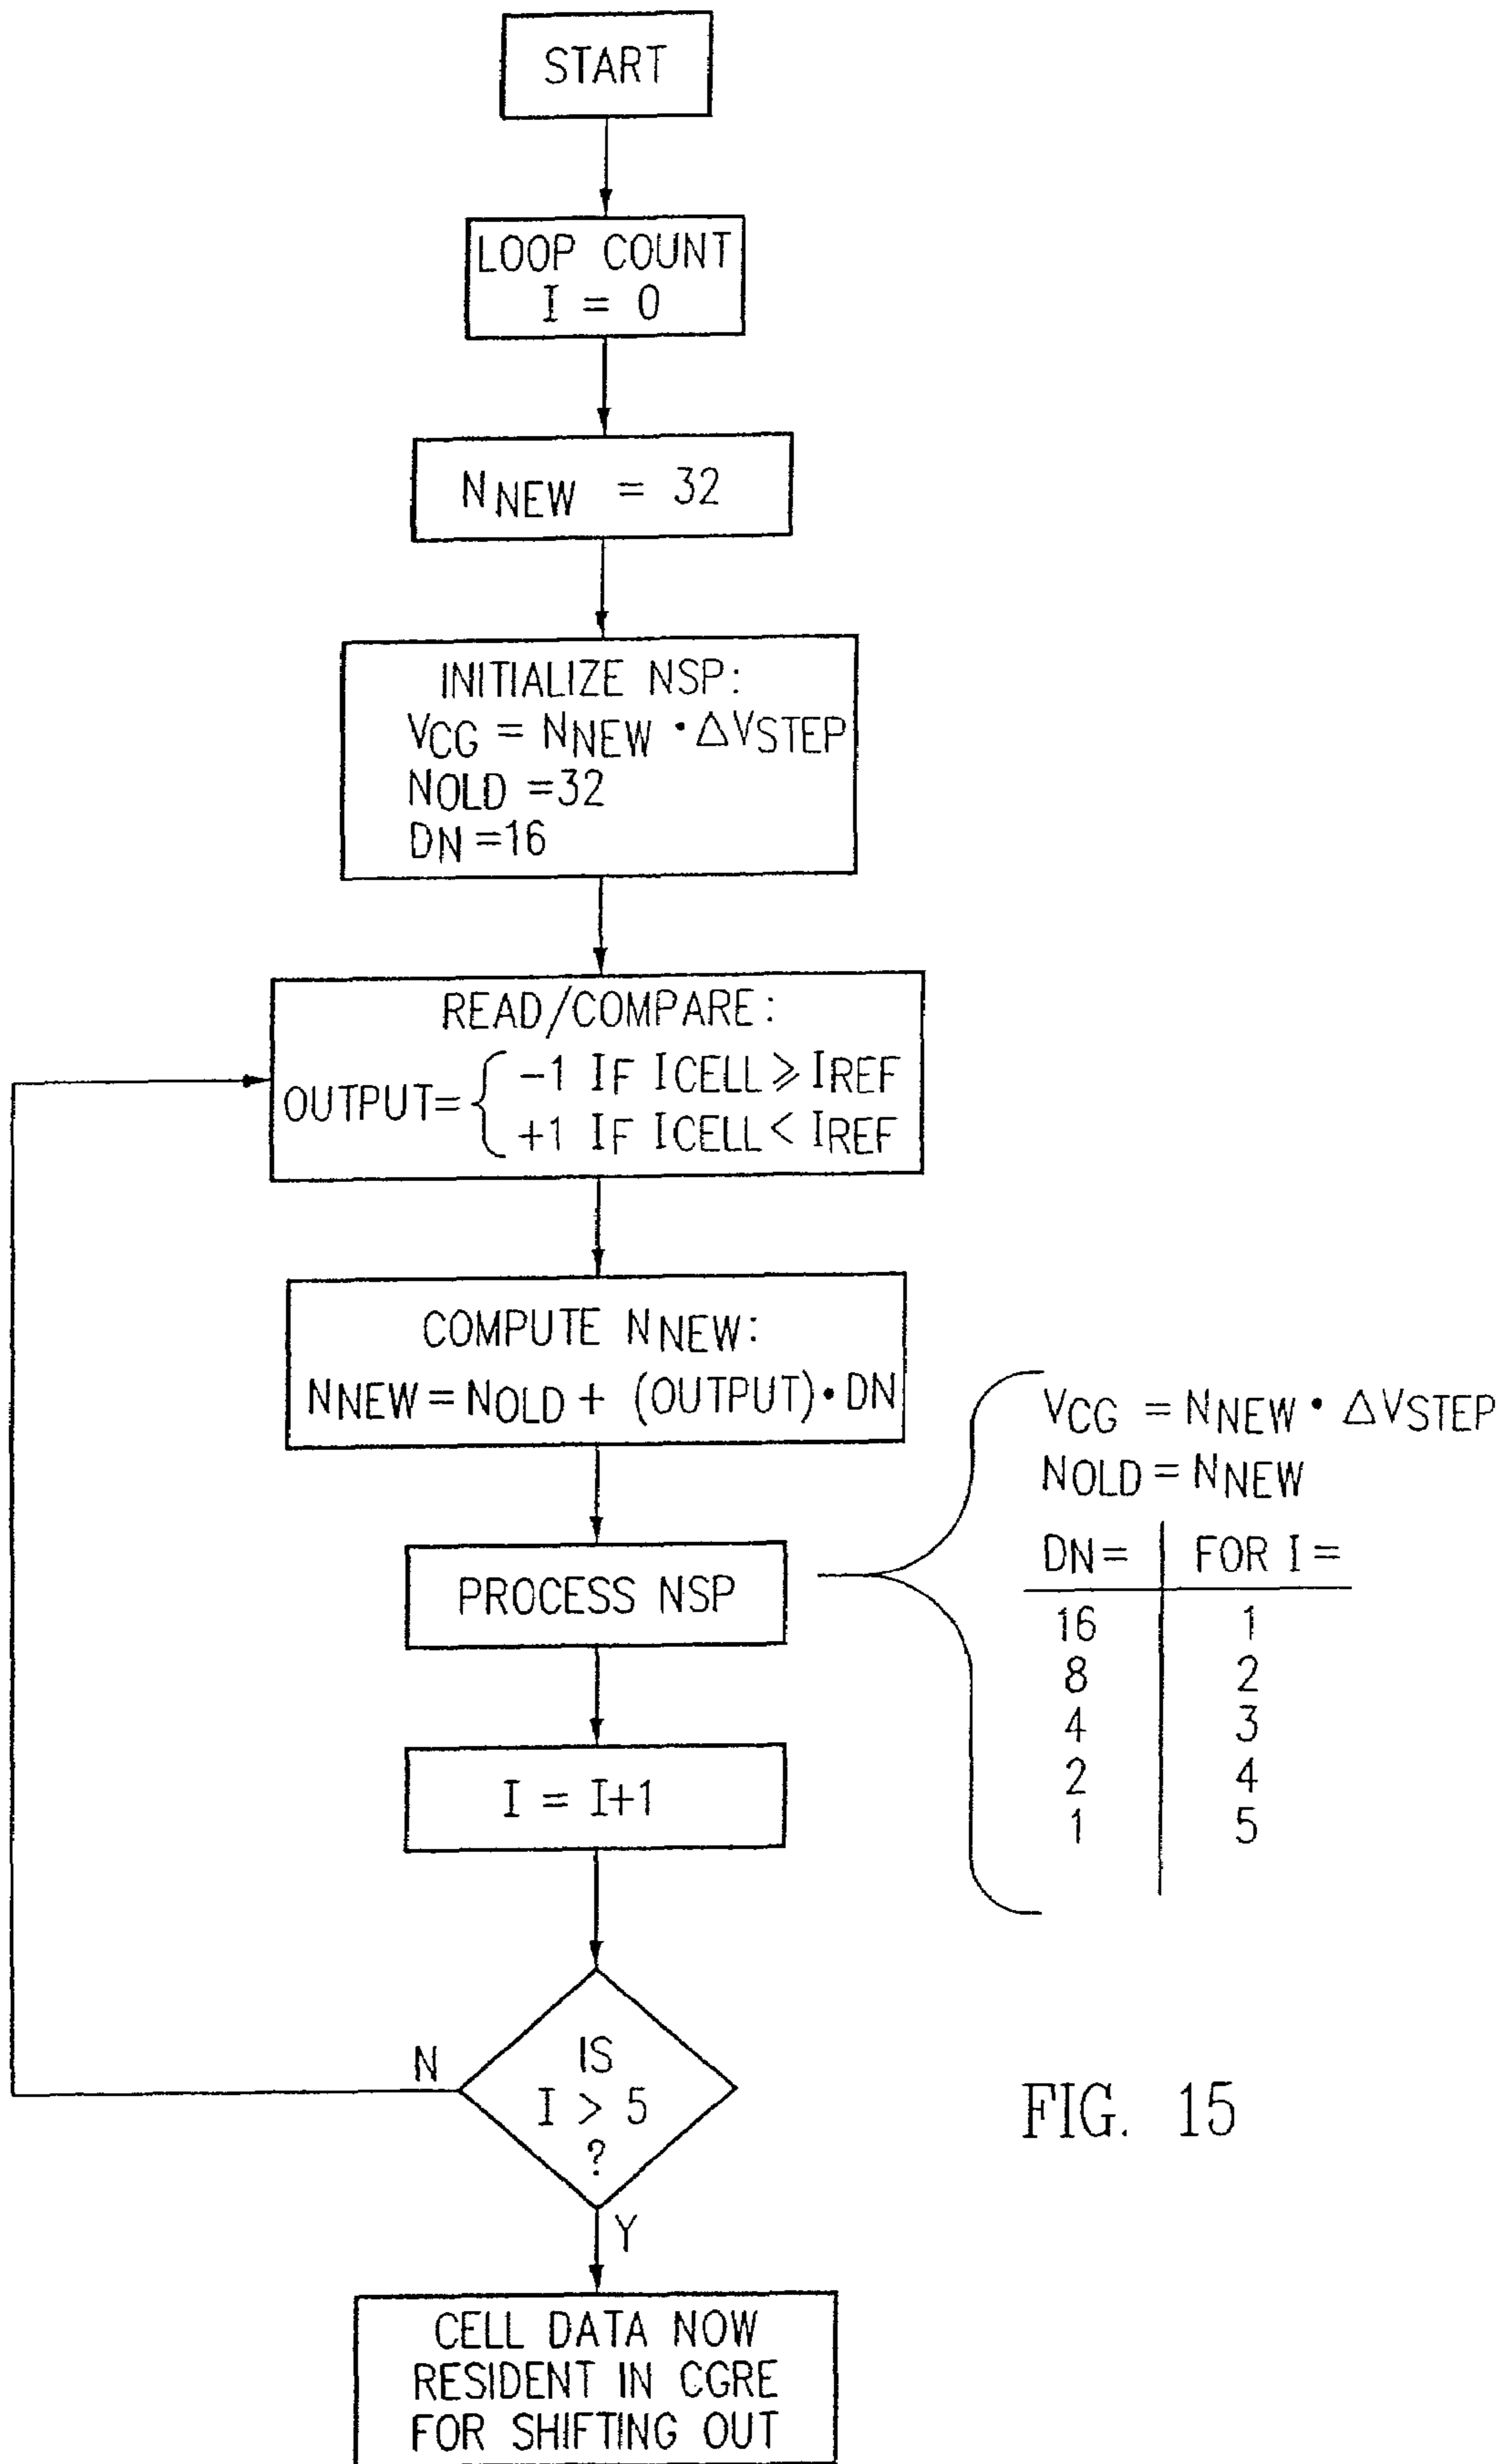 START
LOOP COUNT
I = 0
N NEW = 32
INITIALIZE NSP:
VCG = NNEW · ΔVSTEP
NOLD =32
DN =16
READ/COMPARE:
OUTPUT= { -1 IF ICELL ⩾ IREF
+1 IF ICELL < IREF
COMPUTE NNEW:
NNEW = NOLD + (OUTPUT)· DN
PROCESS NSP
VCG = NNEW · ΔVSTEP
NOLD = NNEW
DN= FOR I =
16 1
8 2
4 3
2 4
1 5
I = I+1
IS
I > 5
?
N
Y
CELL DATA NOW
RESIDENT IN CGRE
FOR SHIFTING OUT
FIG. 15